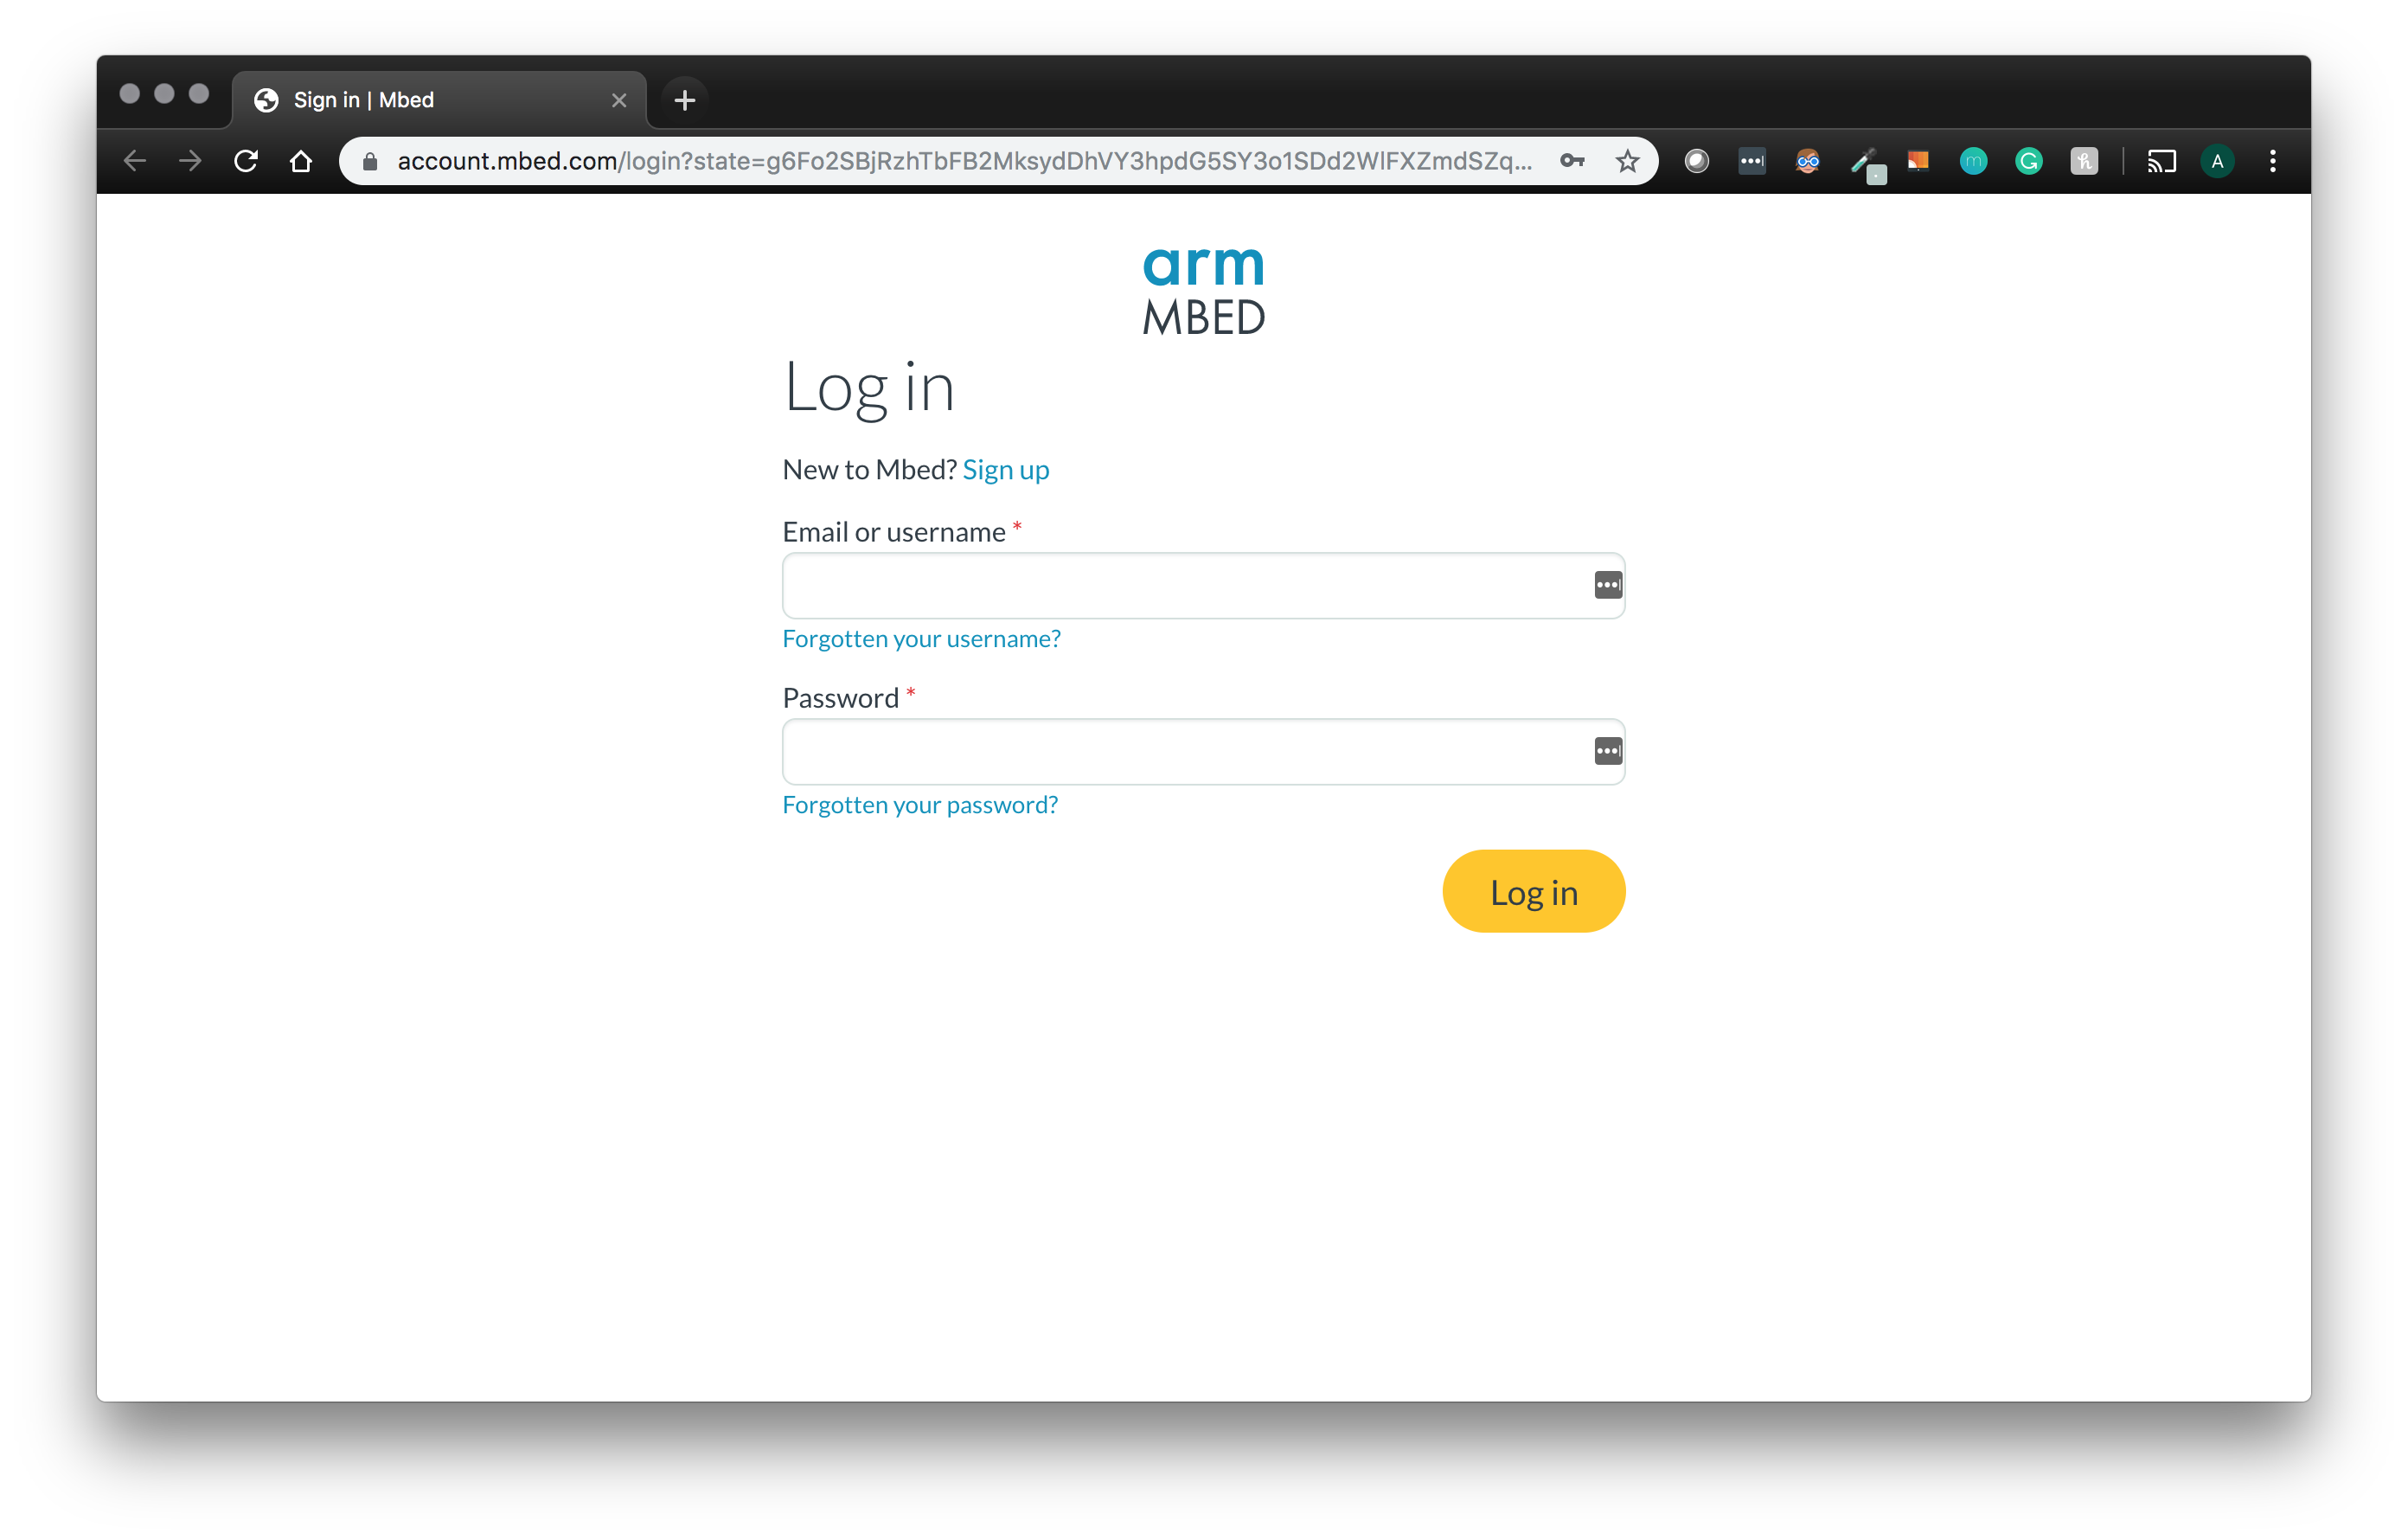 Sign in | Mbed
account.mbed.com/login?state=g6Fo2SBjRzhTbFB2MksydDhVY3hpdG5SY3o1SDd2WlFXZmdSZq...
A
arm
MBED
Log in
New to Mbed? Sign up
Email or username *
Forgotten your username?
Password *
Forgotten your password?
Log in